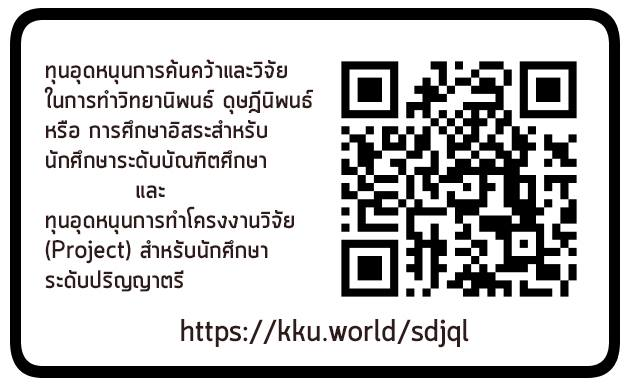 ทุนอุดหนุนการค้นคว้าและวิจัย
ในการทำวิทยานิพนธ์ ดุษฎีนิพนธ์
หรือ การศึกษาอิสระสำหรับ
นักศึกษาระดับบัณฑิตศึกษา
และ
ทุนอุดหนุนการทำโครงงานวิจัย
(Project) สำหรับนักศึกษา
ระดับปริญญาตรี
https://kku.world/sdjql